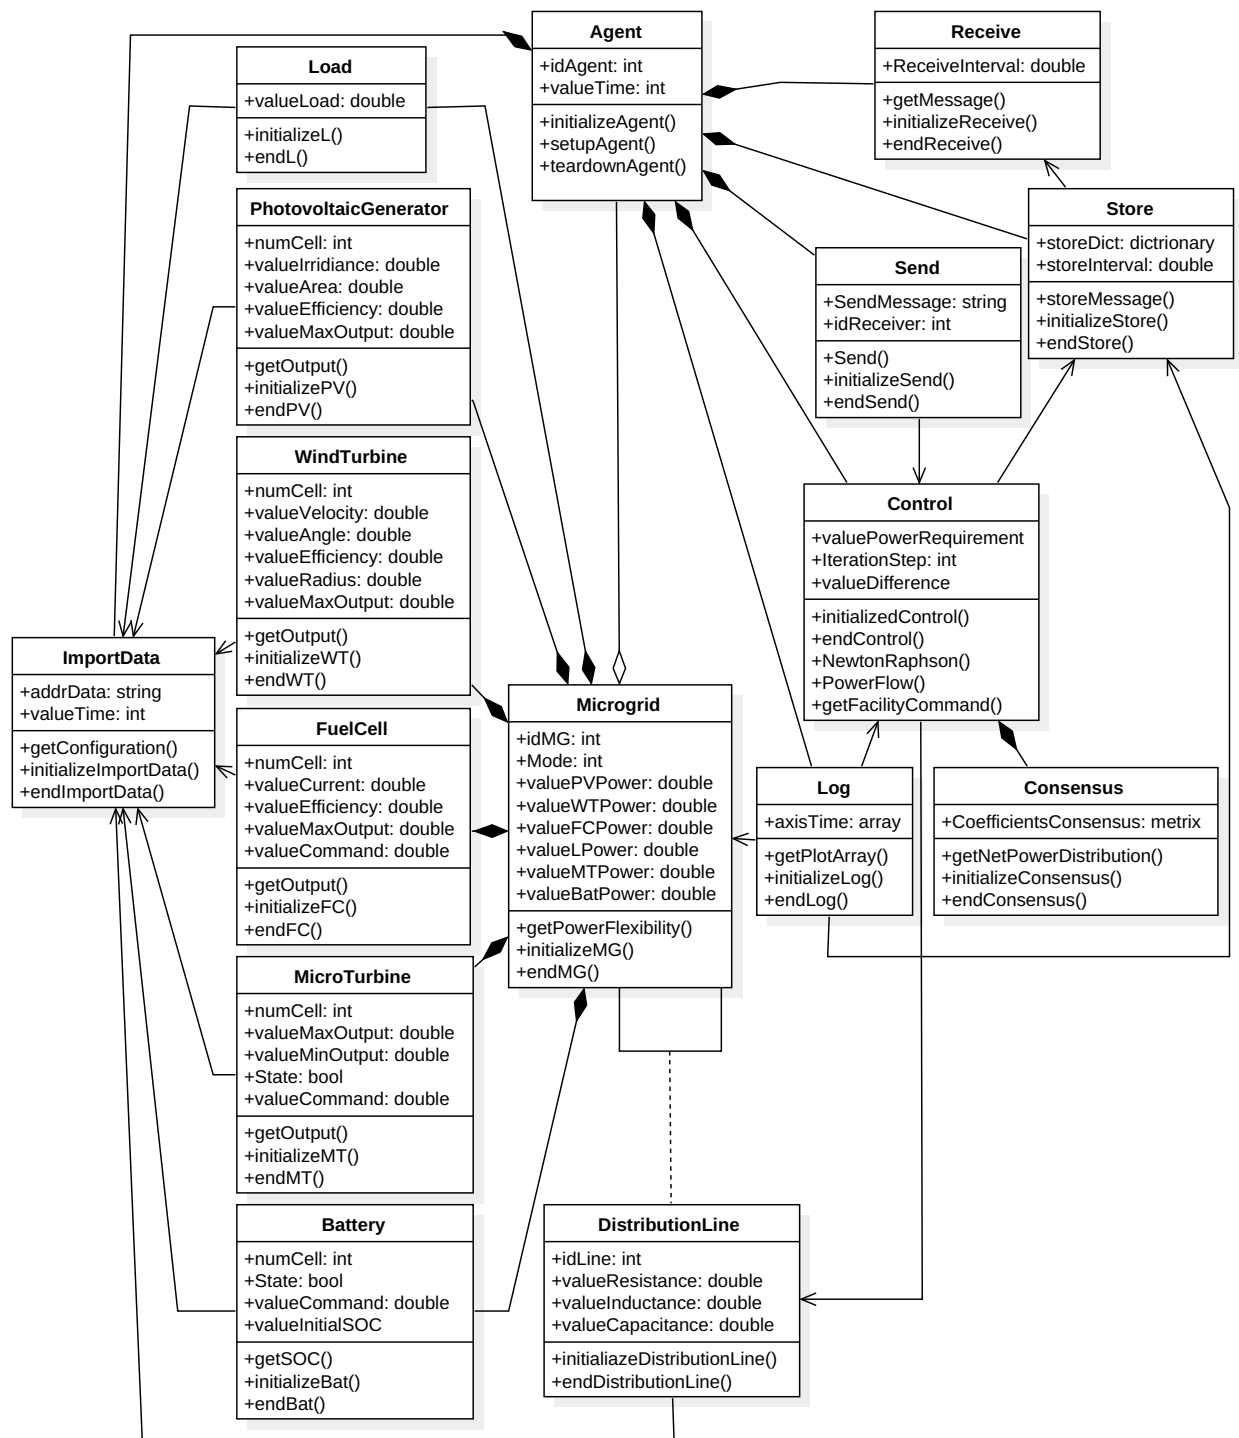 Agent
+idAgent: int
+valueTime: int
+initializeAgent()
+setupAgent()
+teardownAgent()
Receive
+ReceiveInterval: double
+getMessage()
+initializeReceive()
+endReceive()
Load
+valueLoad: double
+initializeL()
+endL()
PhotovoltaicGenerator
+numCell: int
+valueIrridiance: double
+valueArea: double
+valueEfficiency: double
+valueMaxOutput: double
+getOutput()
+initializePV()
+endPV()
Store
+storeDict: dictrionary
+storeInterval: double
+storeMessage()
+initializeStore()
+endStore()
Send
+SendMessage: string
+idReceiver: int
+Send()
+initializeSend()
+endSend()
WindTurbine
+numCell: int
+valueVelocity: double
+valueAngle: double
+valueEfficiency: double
+valueRadius: double
+valueMaxOutput: double
+getOutput()
+initializeWT()
+endWT()
Control
+valuePowerRequirement
+IterationStep: int
+valueDifference
+initializedControl()
+endControl()
+NewtonRaphson()
+PowerFlow()
+getFacilityCommand()
ImportData
+addrData: string
+valueTime: int
+getConfiguration()
+initializeImportData()
+endImportData()
FuelCell
+numCell: int
+valueCurrent: double
+valueEfficiency: double
+valueMaxOutput: double
+valueCommand: double
+getOutput()
+initializeFC()
+endFC()
Microgrid
+idMG: int
+Mode: int
+valuePVPower: double
+valueWTPower: double
+valueFCPower: double
+valueLPower: double
+valueMTPower: double
+valueBatPower: double
+getPowerFlexibility()
+initializeMG()
+endMG()
Log
+axisTime: array
+getPlotArray()
+initializeLog()
+endLog()
Consensus
+CoefficientsConsensus: metrix
+getNetPowerDistribution()
+initializeConsensus()
+endConsensus()
MicroTurbine
+numCell: int
+valueMaxOutput: double
+valueMinOutput: double
+State: bool
+valueCommand: double
+getOutput()
+initializeMT()
+endMT()
Battery
+numCell: int
+State: bool
+valueCommand: double
+valueInitialSOC
+getSOC()
+initializeBat()
+endBat()
DistributionLine
+idLine: int
+valueResistance: double
+valueInductance: double
+valueCapacitance: double
+initialiazeDistributionLine()
+endDistributionLine()